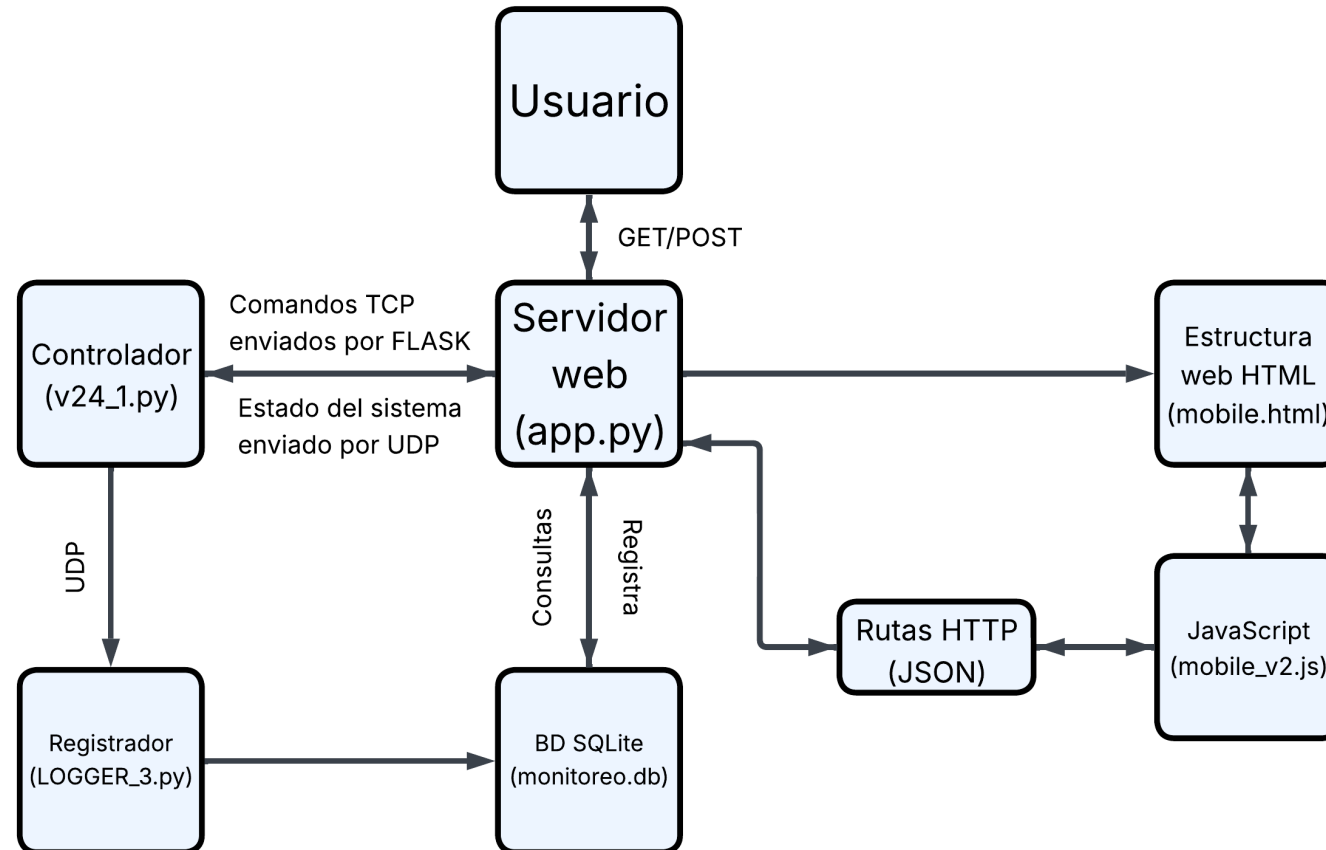 Usuario
GET/POST
Comandos TCP
enviados por FLASK
Controlador
(v24_1.py)
Servidor
web
(app.py)
Estructura
web HTML
(mobile.html)
Estado del sistema
enviado por UDP
UDP
Consultas
Registra
Rutas HTTP
(JSON)
JavaScript
(mobile_v2.js)
Registrador
(LOGGER_3.py)
BD SQLite
(monitoreo.db)